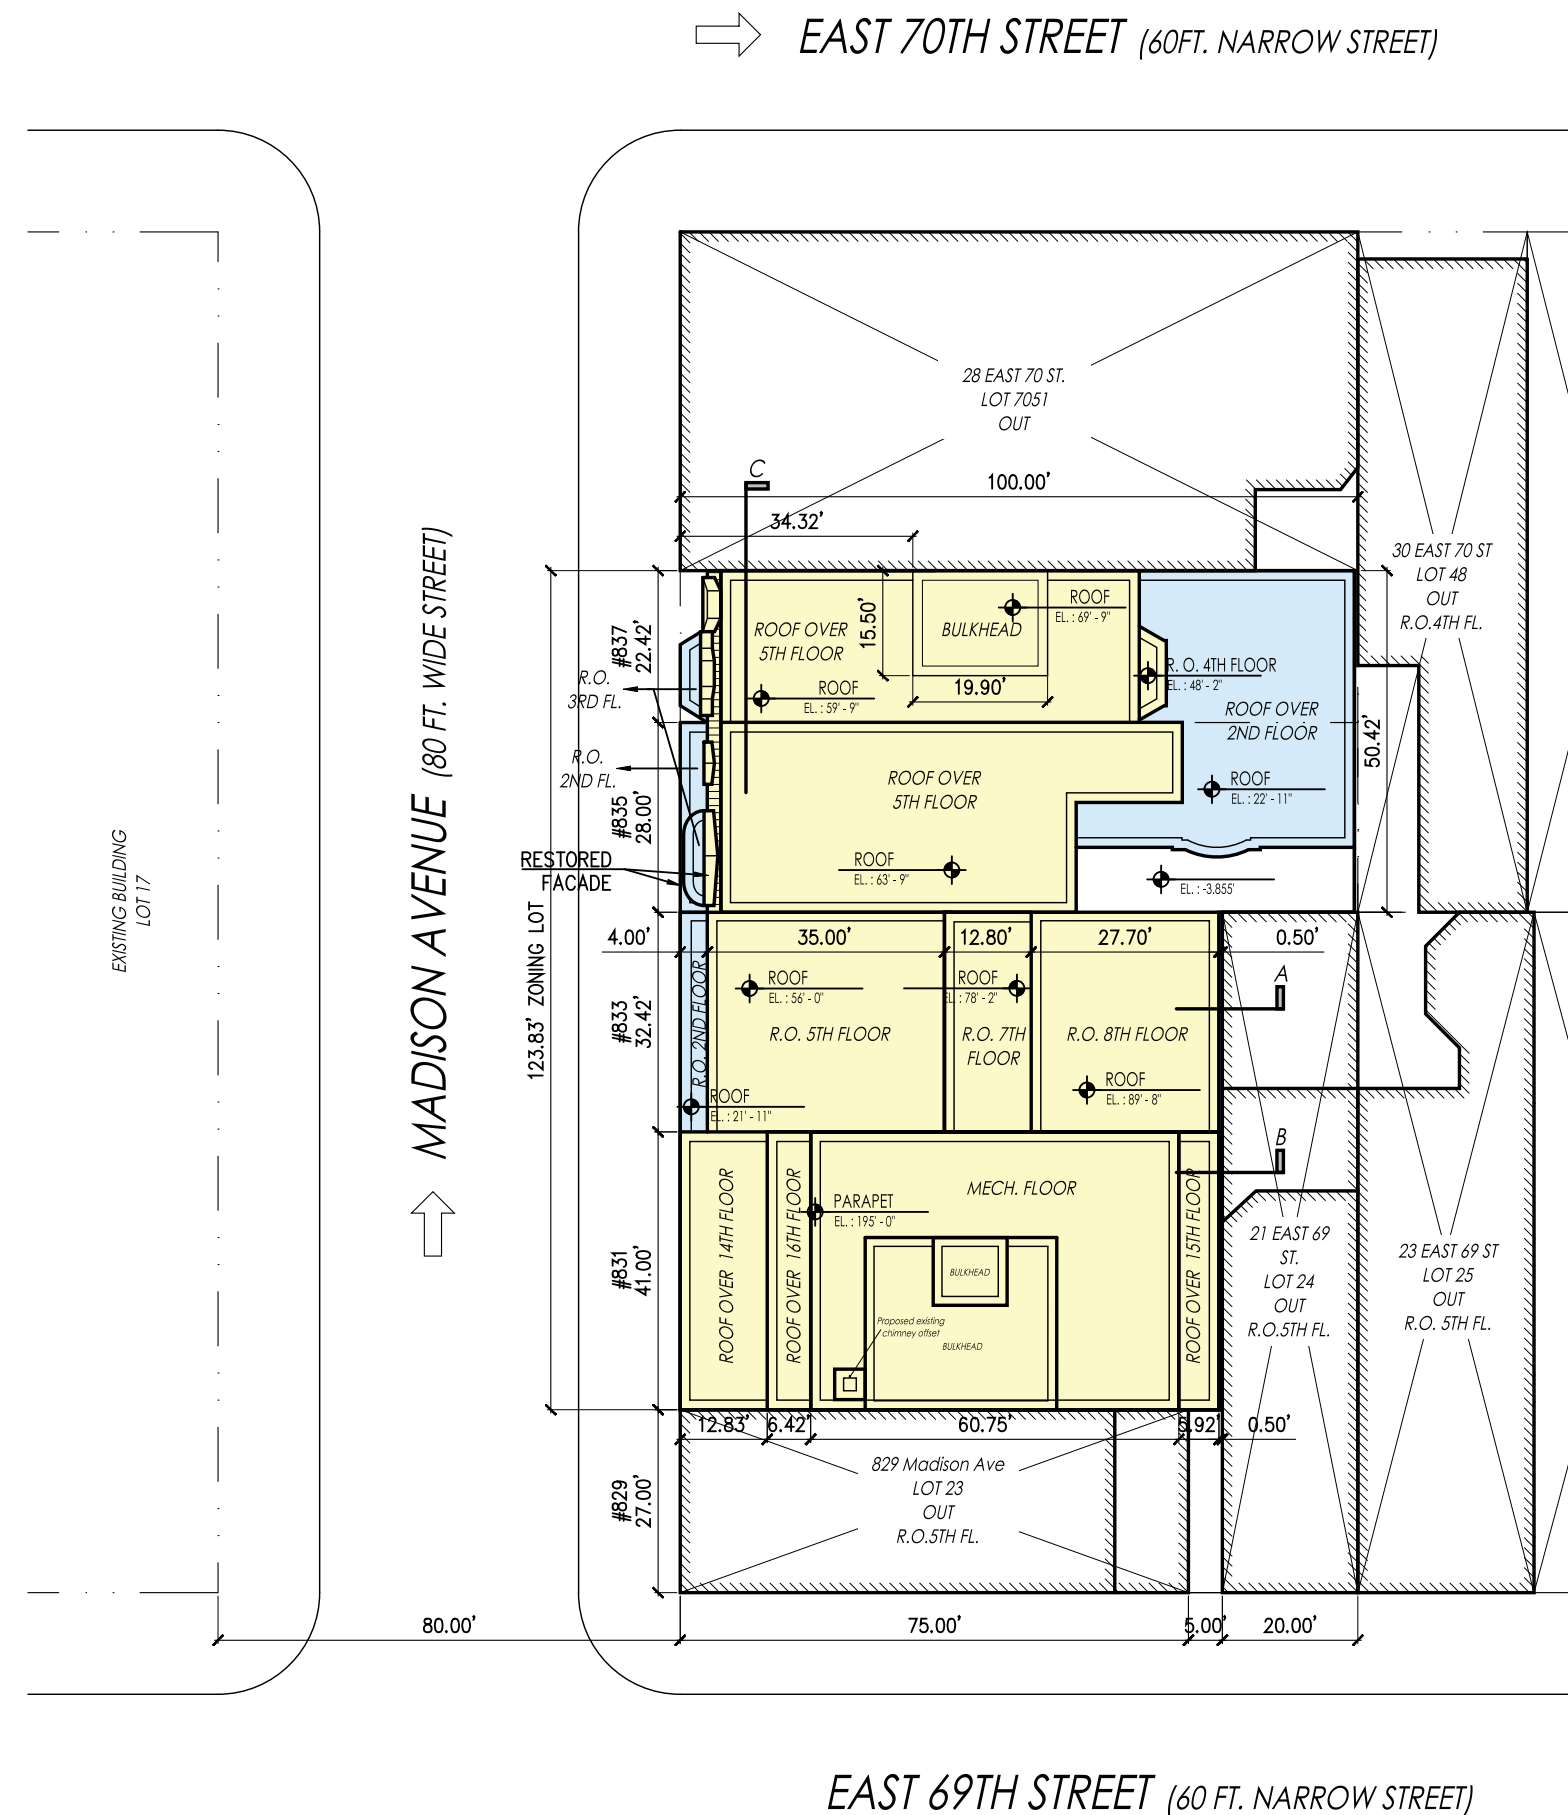 EAST 70TH STREET (60FT. NARROW STREET)
28 EAST 70 ST.
LOT 7051
OUT
C
100.00'
34.32'
30 EAST 70 ST
LOT 48
OUT
R.O.4TH FL.
MADISON AVENUE (80 FT. WIDE STREET)
EXISTING BUILDING
LOT 17
123.83' ZONING LOT
#837
22.42'
R.O.
3RD FL.
R.O.
2ND FL.
#835
28.00'
RESTORED
FACADE
ROOF OVER
5TH FLOOR
15.50'
BULKHEAD
ROOF
EL. : 69' - 9"
ROOF
EL. : 59' - 9"
19.90'
R. O. 4TH FLOOR
EL. : 48' - 2"
ROOF OVER
2ND FLOOR
50.42'
ROOF OVER
5TH FLOOR
ROOF
EL. : 22' - 11"
ROOF
EL. : 63' - 9"
EL. : -3.855'
4.00'
35.00'
12.80'
27.70'
0.50'
#833
32.42'
R.O. 2ND FLOOR
ROOF
EL. : 56' - 0"
ROOF
EL. : 78' - 2"
A
R.O. 5TH FLOOR
R.O. 7TH
FLOOR
R.O. 8TH FLOOR
ROOF
EL. : 89' - 8"
ROOF
EL. : 21' - 11"
B
#831
41.00'
ROOF OVER 14TH FLOOR
ROOF OVER 16TH FLOOR
MECH. FLOOR
PARAPET
EL. : 195' - 0"
ROOF OVER 15TH FLOOR
BULKHEAD
Proposed existing
chimney offset
BULKHEAD
21 EAST 69
ST.
LOT 24
OUT
R.O.5TH FL.
23 EAST 69 ST
LOT 25
OUT
R.O. 5TH FL.
12.83'
6.42'
60.75'
5.92'
0.50'
#829
27.00'
829 Madison Ave
LOT 23
OUT
R.O.5TH FL.
80.00'
75.00'
5.00'
20.00'
EAST 69TH STREET (60 FT. NARROW STREET)